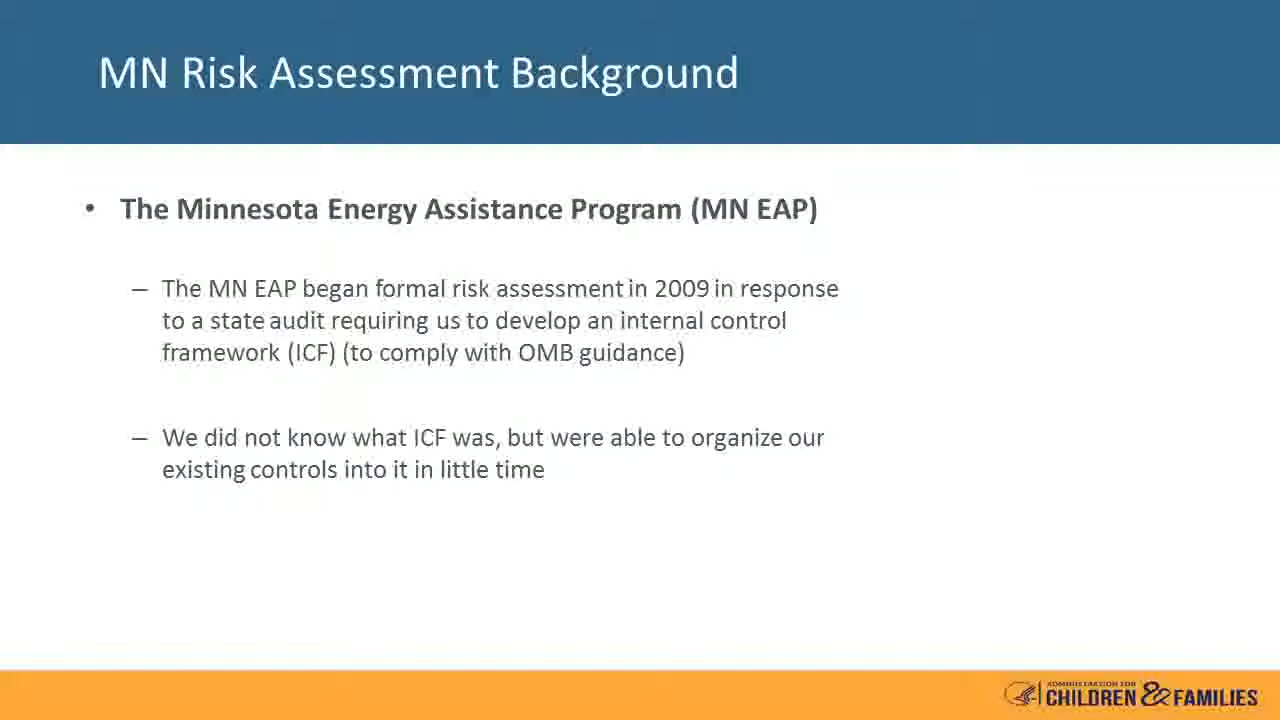 MN Risk Assessment Background
• The Minnesota Energy Assistance Program (MN EAP)
– The MN EAP began formal risk assessment in 2009 in response
to a state audit requiring us to develop an internal control
framework (ICF) (to comply with OMB guidance)
– We did not know what ICF was, but were able to organize our
existing controls into it in little time
ADMINISTRATION FOR
CHILDREN & FAMILIES